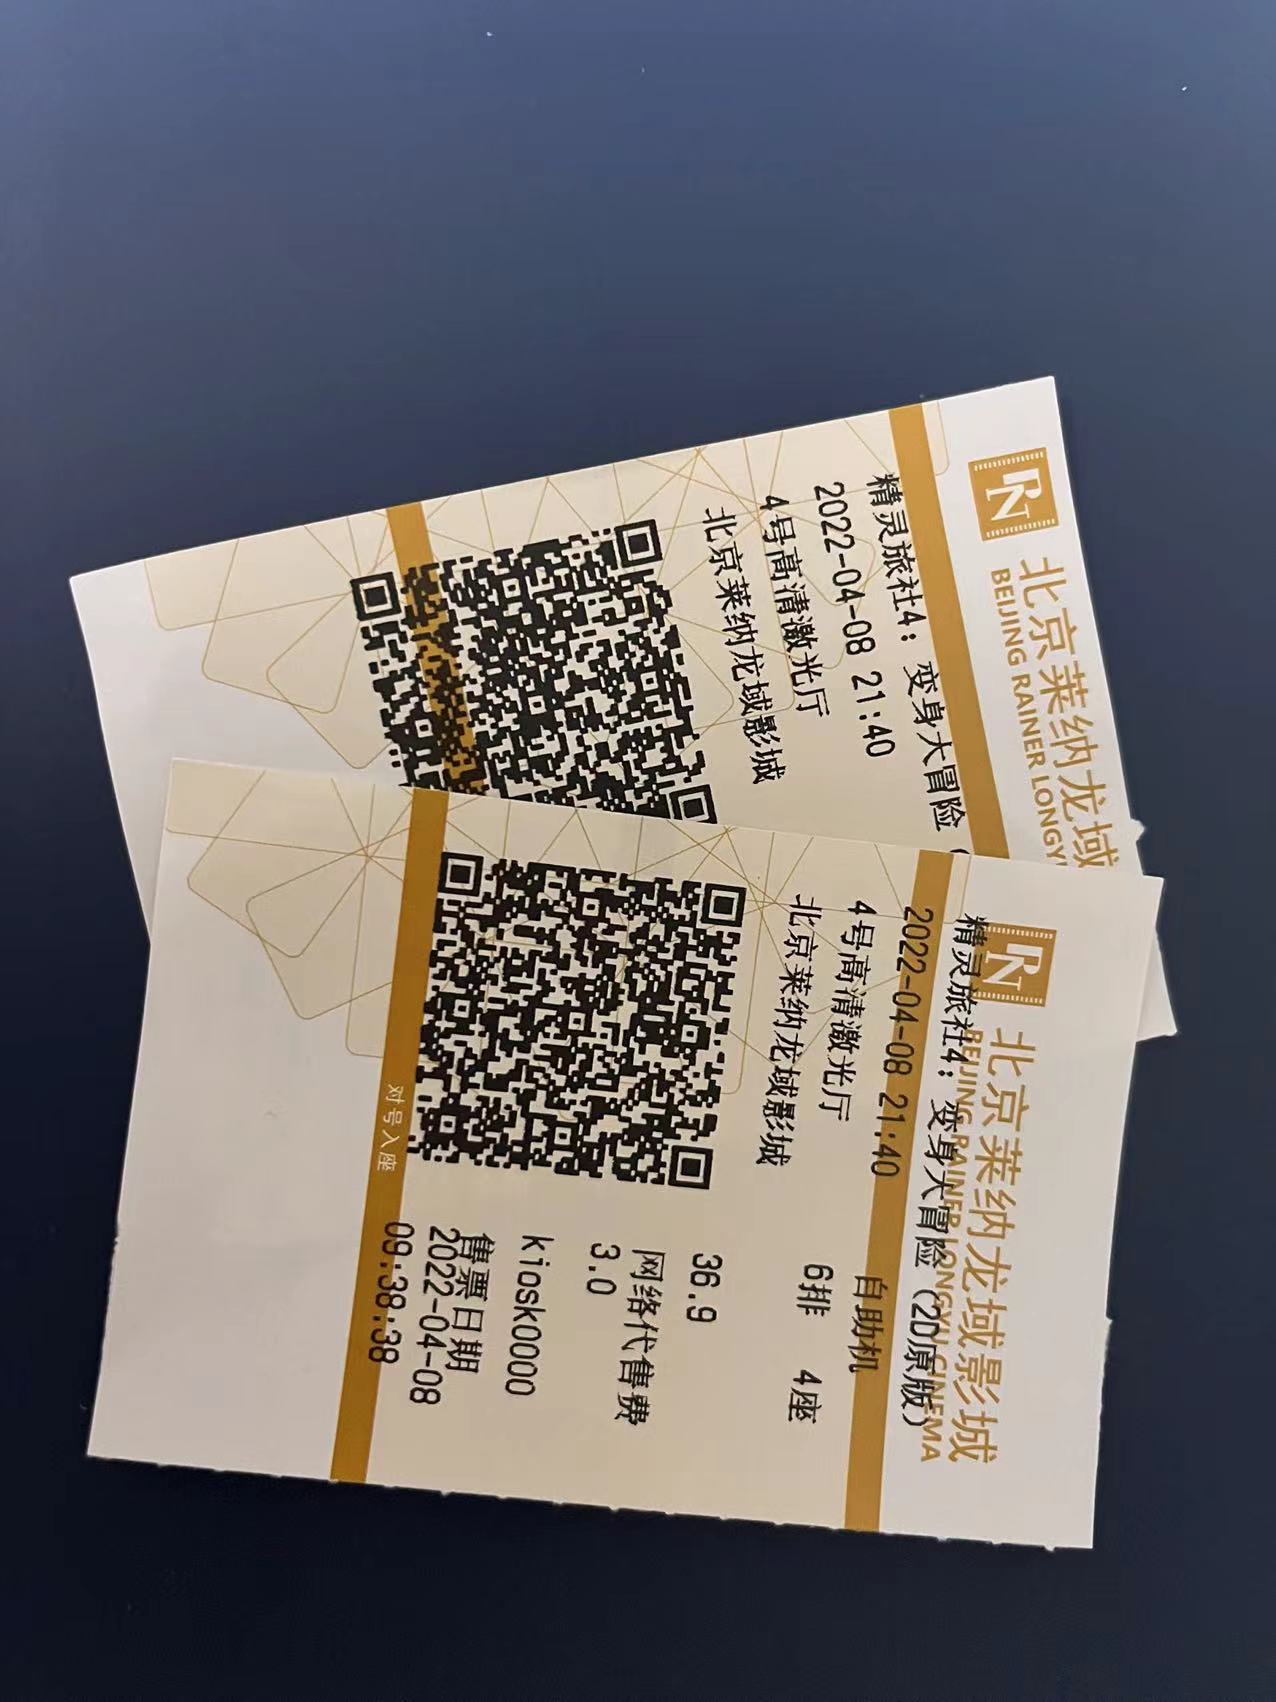 北京莱纳龙域
BEIJING RAINER LONGY
精灵旅社4：变身大冒险（
2022-04-08 21:40
4号高清激光厅
北京莱纳龙域影城
北京莱纳龙域影城
BEIJING RAINER LONGYU CINEMA
精灵旅社4：变身大冒险（2D原版）
2022-04-08 21:40 自助机
4号高清激光厅 6排 4座
北京莱纳龙域影城
36.9
网络代售费
3.0
kiosk0000
售票日期
2022-04-08
09:38:38
对号入座